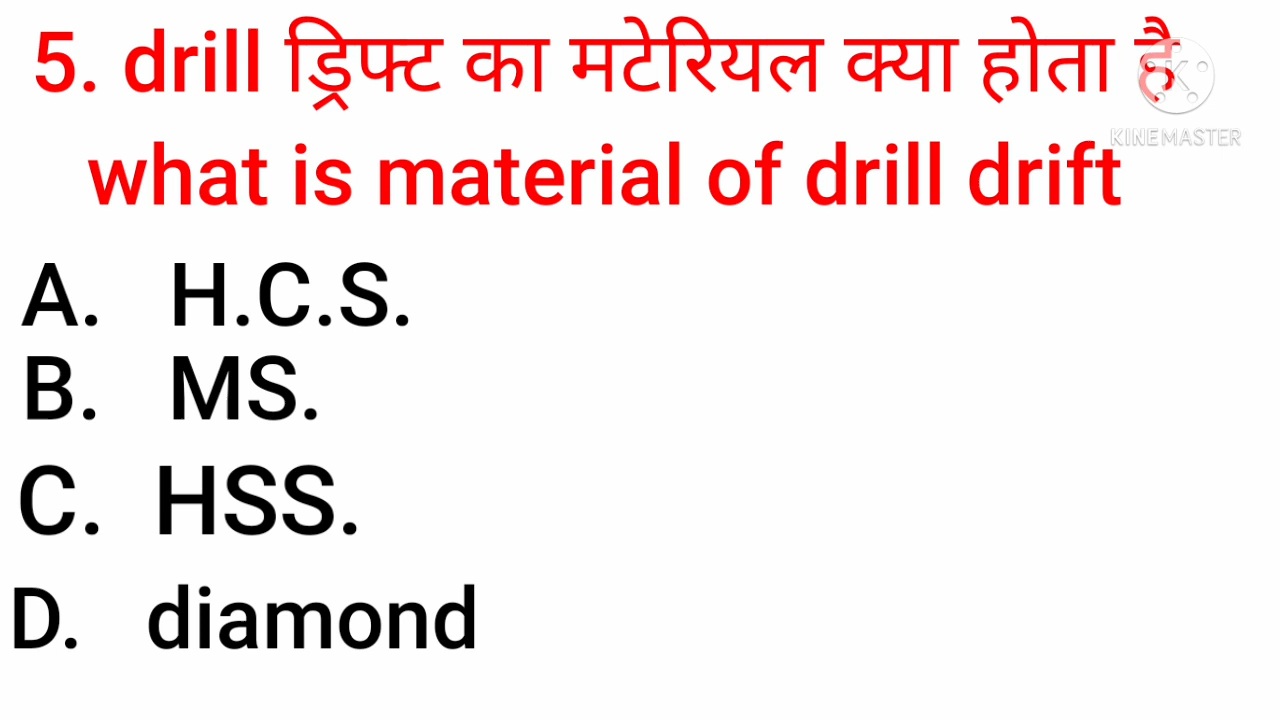 5. drill ड्रिफ्ट का मटेरियल क्या होता है
KINEMASTER
what is material of drill drift
A. H.C.S.
B. MS.
C. HSS.
D. diamond